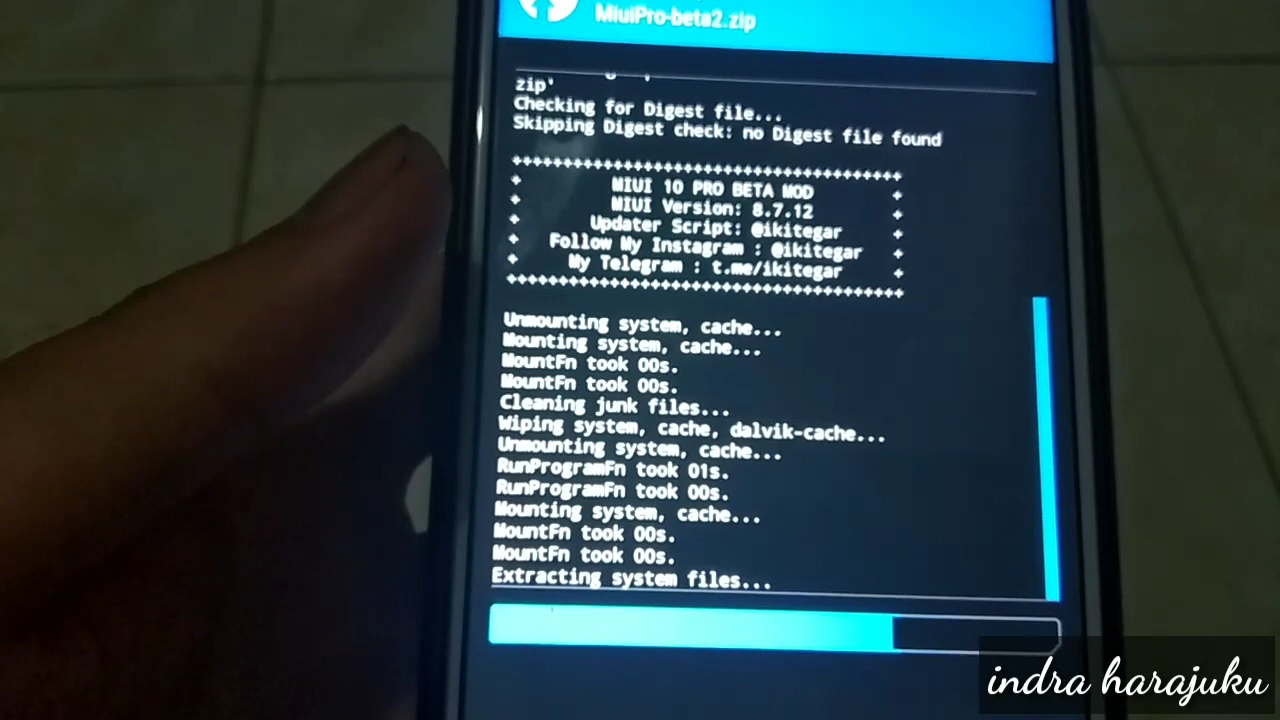 MiuiPro-beta2.zip
zip'
Checking for Digest file...
Skipping Digest check: no Digest file found
++++++++++++++++++++++++++++++++++++++++
+ MIUI 10 PRO BETA MOD +
+ MIUI Version: 8.7.12 +
+ Updater Script: @ikitegar +
+ Follow My Instagram : @ikitegar +
+ My Telegram : t.me/ikitegar +
++++++++++++++++++++++++++++++++++++++++
Unmounting system, cache...
Mounting system, cache...
MountFn took 00s.
MountFn took 00s.
Cleaning junk files...
Wiping system, cache, dalvik-cache...
Unmounting system, cache...
RunProgramFn took 01s.
RunProgramFn took 00s.
Mounting system, cache...
MountFn took 00s.
MountFn took 00s.
Extracting system files...
indra harajuku